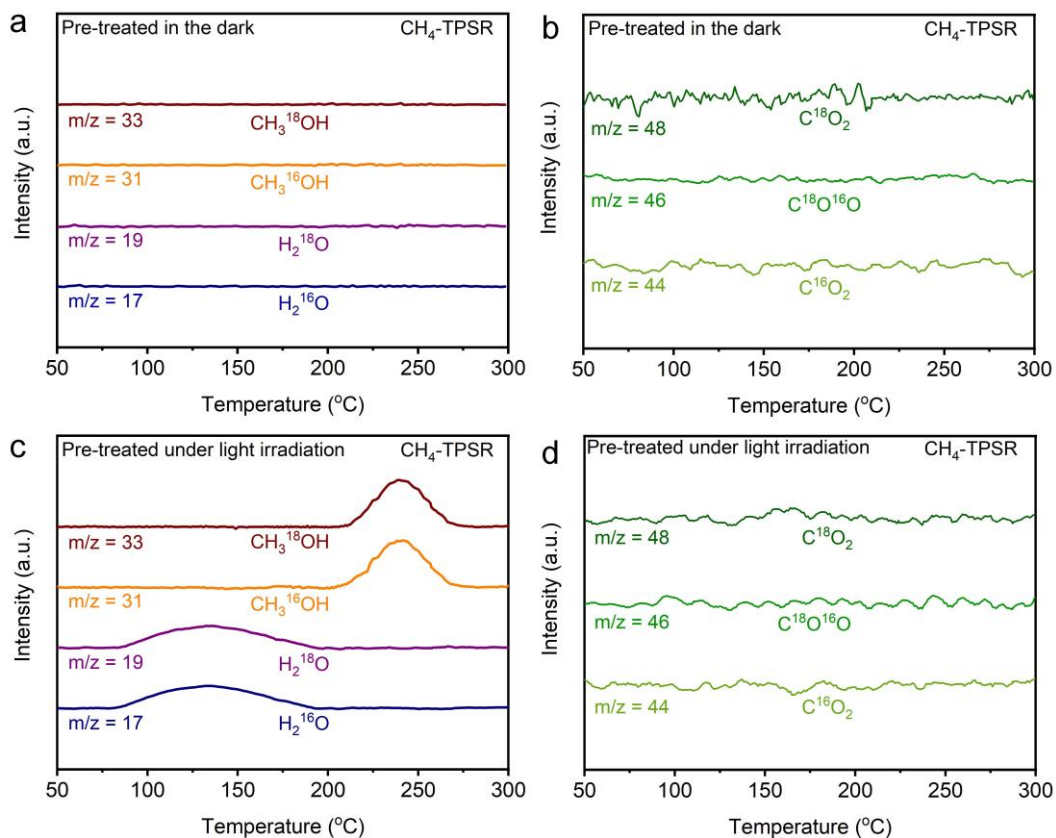 a
Pre-treated in the dark
CH₄-TPSR
m/z = 33
CH₃¹⁸OH
m/z = 31
CH₃¹⁶OH
m/z = 19
H₂¹⁸O
m/z = 17
H₂¹⁶O
Intensity (a.u.)
50 100 150 200 250 300
Temperature (°C)
b
Pre-treated in the dark
CH₄-TPSR
m/z = 48
C¹⁸O₂
m/z = 46
C¹⁸O¹⁶O
m/z = 44
C¹⁶O₂
Intensity (a.u.)
50 100 150 200 250 300
Temperature (°C)
c
Pre-treated under light irradiation
CH₄-TPSR
m/z = 33
CH₃¹⁸OH
m/z = 31
CH₃¹⁶OH
m/z = 19
H₂¹⁸O
m/z = 17
H₂¹⁶O
Intensity (a.u.)
50 100 150 200 250 300
Temperature (°C)
d
Pre-treated under light irradiation
CH₄-TPSR
m/z = 48
C¹⁸O₂
m/z = 46
C¹⁸O¹⁶O
m/z = 44
C¹⁶O₂
Intensity (a.u.)
50 100 150 200 250 300
Temperature (°C)